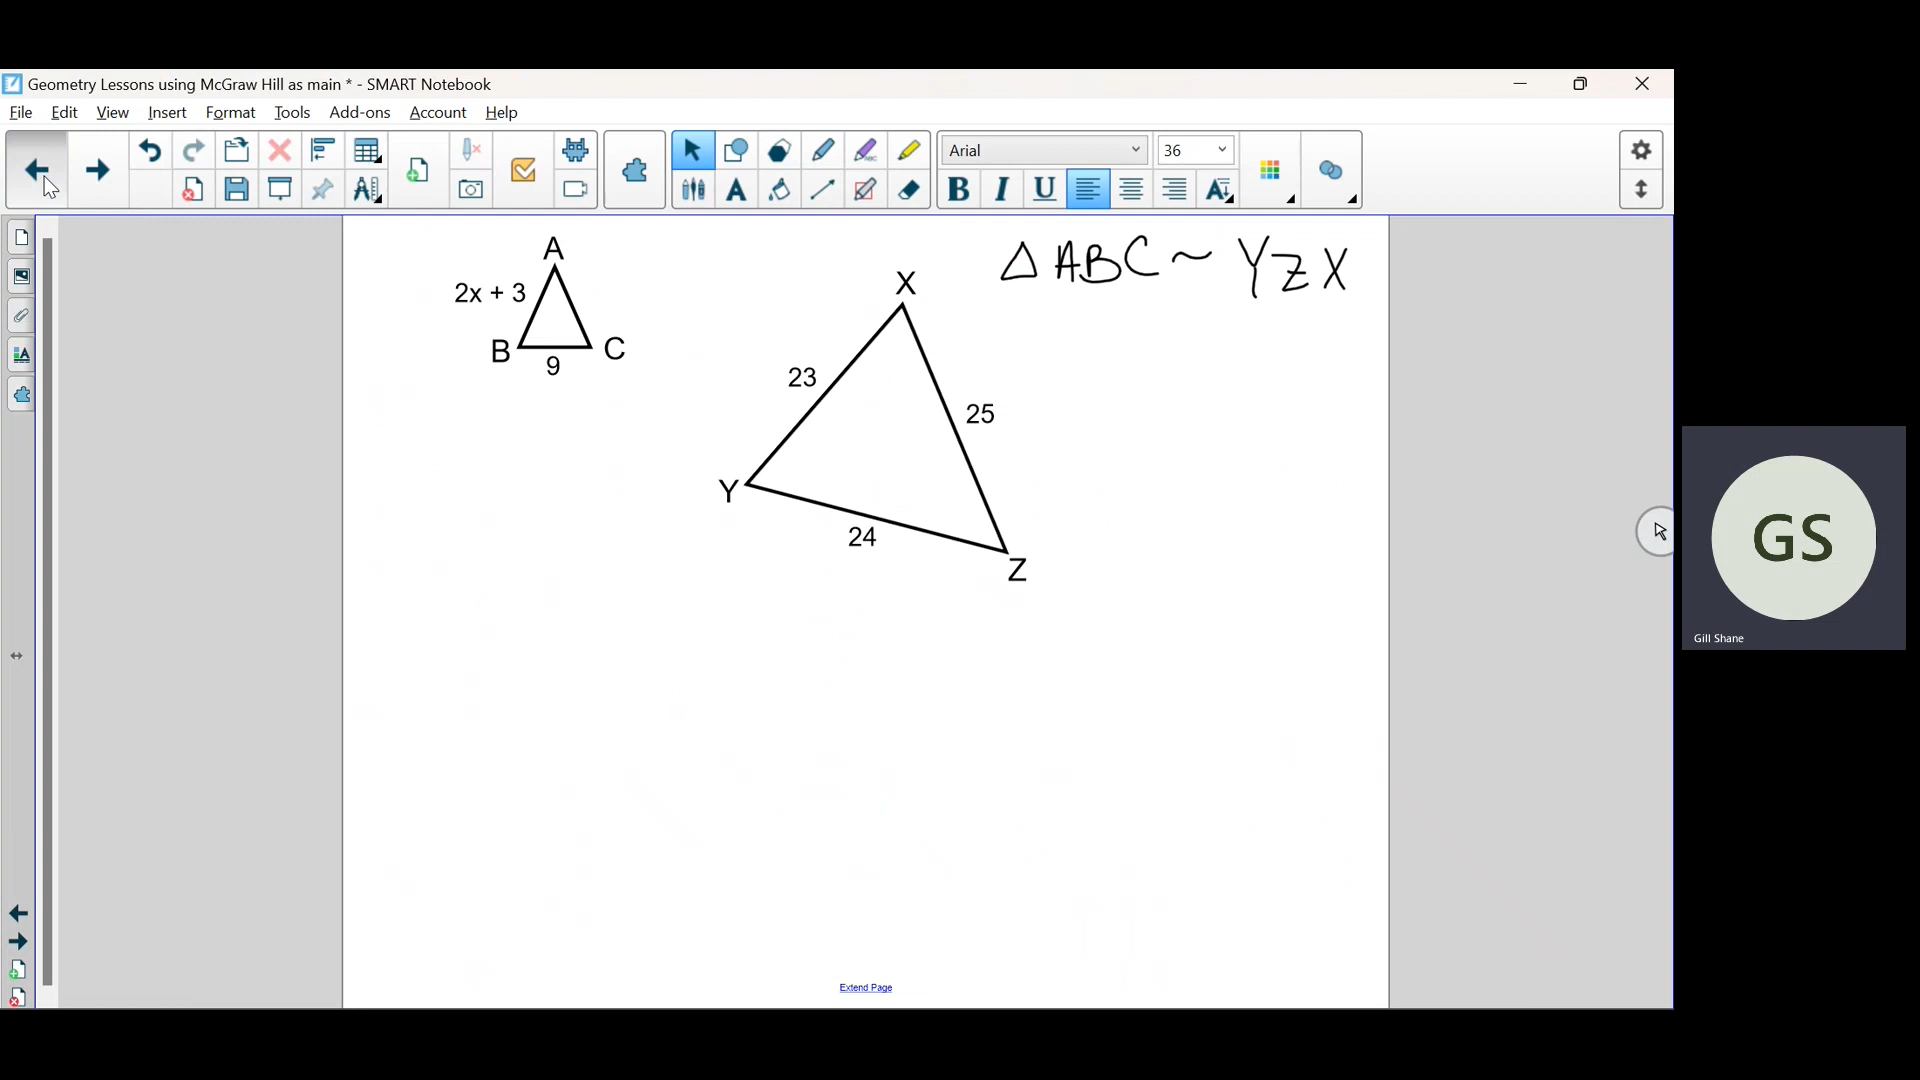 Geometry Lessons using McGraw Hill as main * - SMART Notebook
File Edit View Insert Format Tools Add-ons Account Help
Arial 36
B I U
△ ABC ~ YZX
A
2x + 3
B C
9
X
23
25
Y
24
Z
GS
Gill Shane
Extend Page